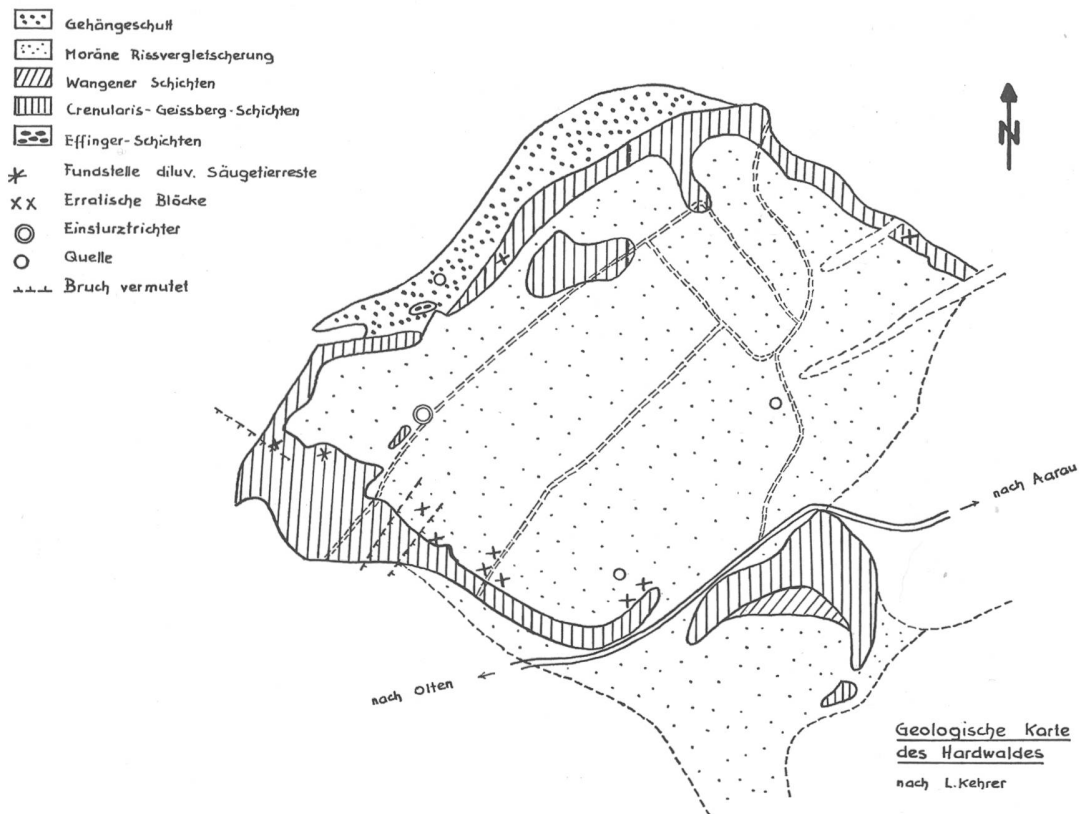 Gehängeschutt
Moräne Rissvergletscherung
Wangener Schichten
Crenularis-Geissberg-Schichten
Effinger-Schichten
Fundstelle diluv. Säugetierreste
Erratische Blöcke
Einsturztrichter
Quelle
Bruch vermutet
N
nach Aarau
nach Olten
Geologische Karte
des Hardwaldes
nach L.Kehrer